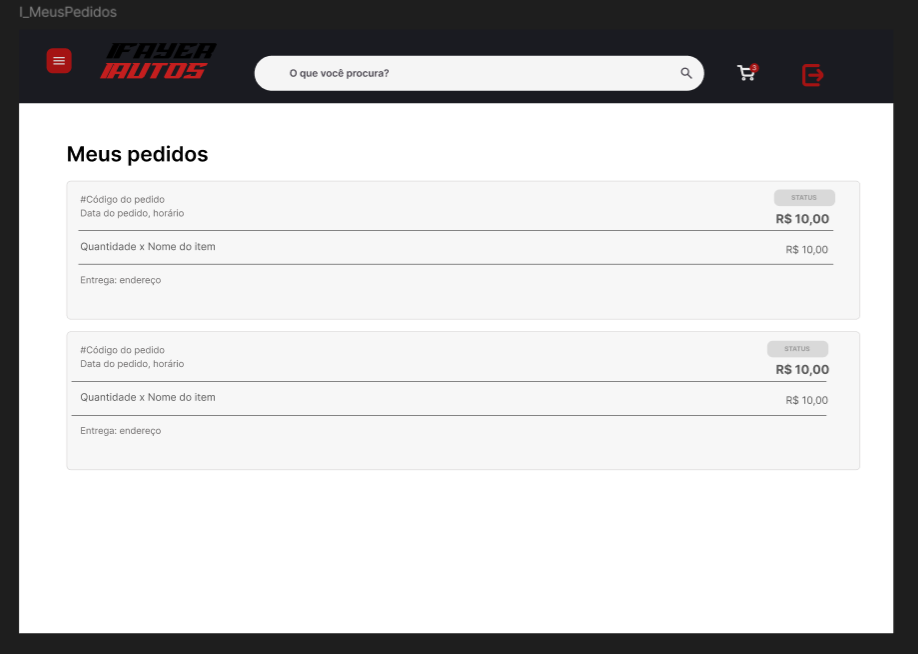 I_MeusPedidos
FAYER
AUTOS
O que você procura?
3
Meus pedidos
#Código do pedido
STATUS
Data do pedido, horário
R$ 10,00
Quantidade x Nome do item
R$ 10,00
Entrega: endereço
#Código do pedido
STATUS
Data do pedido, horário
R$ 10,00
Quantidade x Nome do item
R$ 10,00
Entrega: endereço